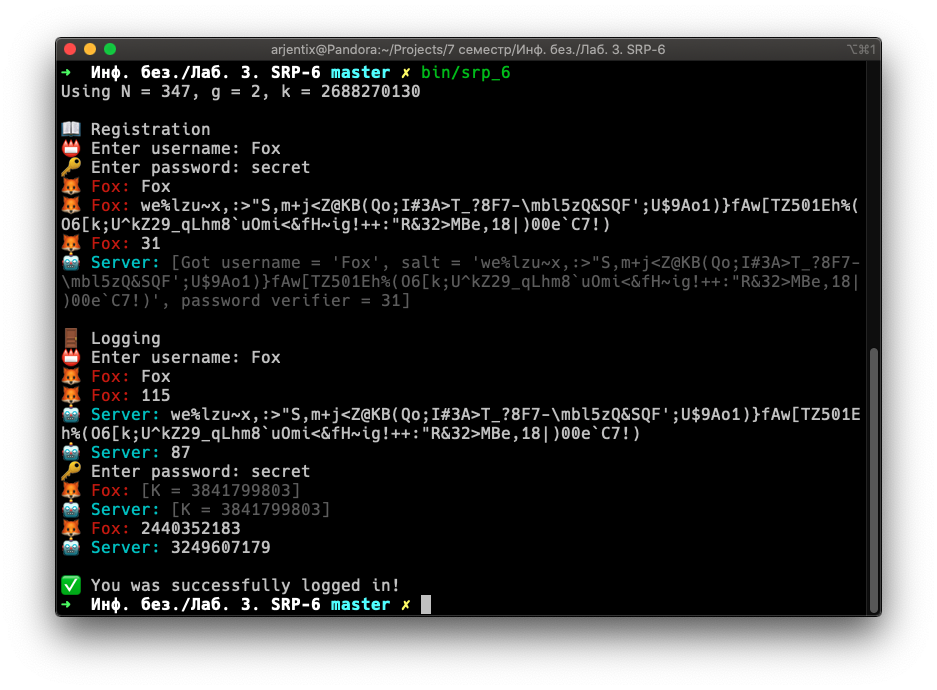 arjentix@Pandora:~/Projects/7 семестр/Инф. без./Лаб. 3. SRP-6 ⌥⌘1
➜ Инф. без./Лаб. 3. SRP-6 master ✗ bin/srp_6
Using N = 347, g = 2, k = 2688270130
📖 Registration
📛 Enter username: Fox
🔑 Enter password: secret
🦊 Fox: Fox
🦊 Fox: we%lzu~x,:>"S,m+j<Z@KB(Qo;I#3A>T_?8F7-\mbl5zQ&SQF';U$9Ao1)}fAw[TZ501Eh%(
O6[k;U^kZ29_qLhm8`uOmi<&fH~ig!++:"R&32>MBe,18|)00e`C7!)
🦊 Fox: 31
🤖 Server: [Got username = 'Fox', salt = 'we%lzu~x,:>"S,m+j<Z@KB(Qo;I#3A>T_?8F7-
\mbl5zQ&SQF';U$9Ao1)}fAw[TZ501Eh%(O6[k;U^kZ29_qLhm8`uOmi<&fH~ig!++:"R&32>MBe,18|
)00e`C7!)', password verifier = 31]
🚪 Logging
📛 Enter username: Fox
🦊 Fox: Fox
🦊 Fox: 115
🤖 Server: we%lzu~x,:>"S,m+j<Z@KB(Qo;I#3A>T_?8F7-\mbl5zQ&SQF';U$9Ao1)}fAw[TZ501E
h%(O6[k;U^kZ29_qLhm8`uOmi<&fH~ig!++:"R&32>MBe,18|)00e`C7!)
🤖 Server: 87
🔑 Enter password: secret
🦊 Fox: [K = 3841799803]
🤖 Server: [K = 3841799803]
🦊 Fox: 2440352183
🤖 Server: 3249607179
✅ You was successfully logged in!
➜ Инф. без./Лаб. 3. SRP-6 master ✗